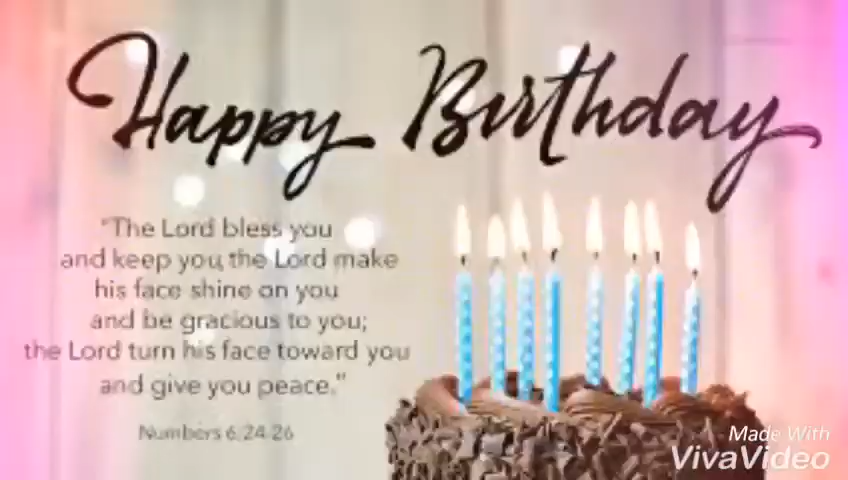 Happy Birthday
"The Lord bless you
and keep you, the Lord make
his face shine on you
and be gracious to you;
the Lord turn his face toward you
and give you peace."
Numbers 6:24-26
Made With
VivaVideo